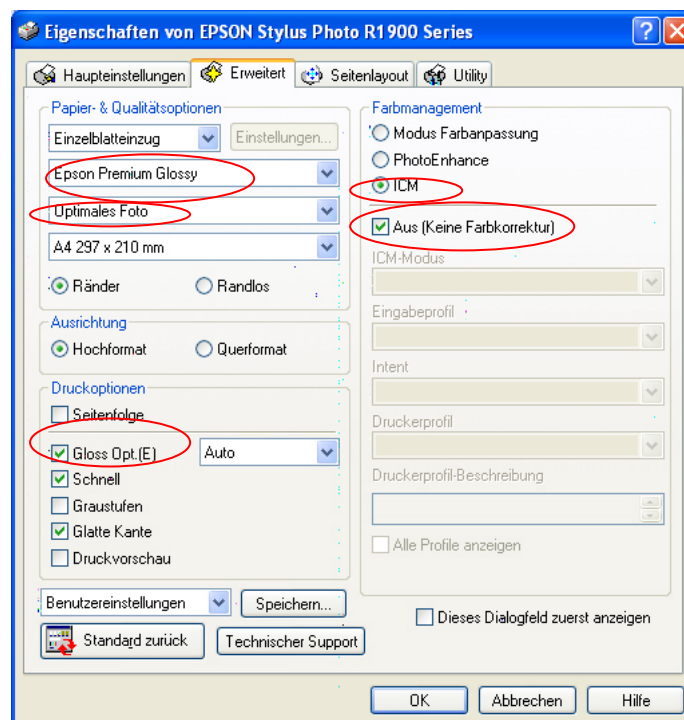 Eigenschaften von EPSON Stylus Photo R1900 Series
Haupteinstellungen
Erweitert
Seitenlayout
Utility
Papier- & Qualitätsoptionen
Einzelblatteinzug
Einstellungen...
Epson Premium Glossy
Optimales Foto
A4 297 x 210 mm
Ränder
Randlos
Ausrichtung
Hochformat
Querformat
Druckoptionen
Seitenfolge
Gloss Opt.(E)
Auto
Schnell
Graustufen
Glatte Kante
Druckvorschau
Farbmanagement
Modus Farbanpassung
PhotoEnhance
ICM
Aus (Keine Farbkorrektur)
ICM-Modus
Eingabeprofil
Intent
Druckerprofil
Druckerprofil-Beschreibung
Alle Profile anzeigen
Benutzereinstellungen
Speichern...
Dieses Dialogfeld zuerst anzeigen
Standard zurück
Technischer Support
OK
Abbrechen
Hilfe